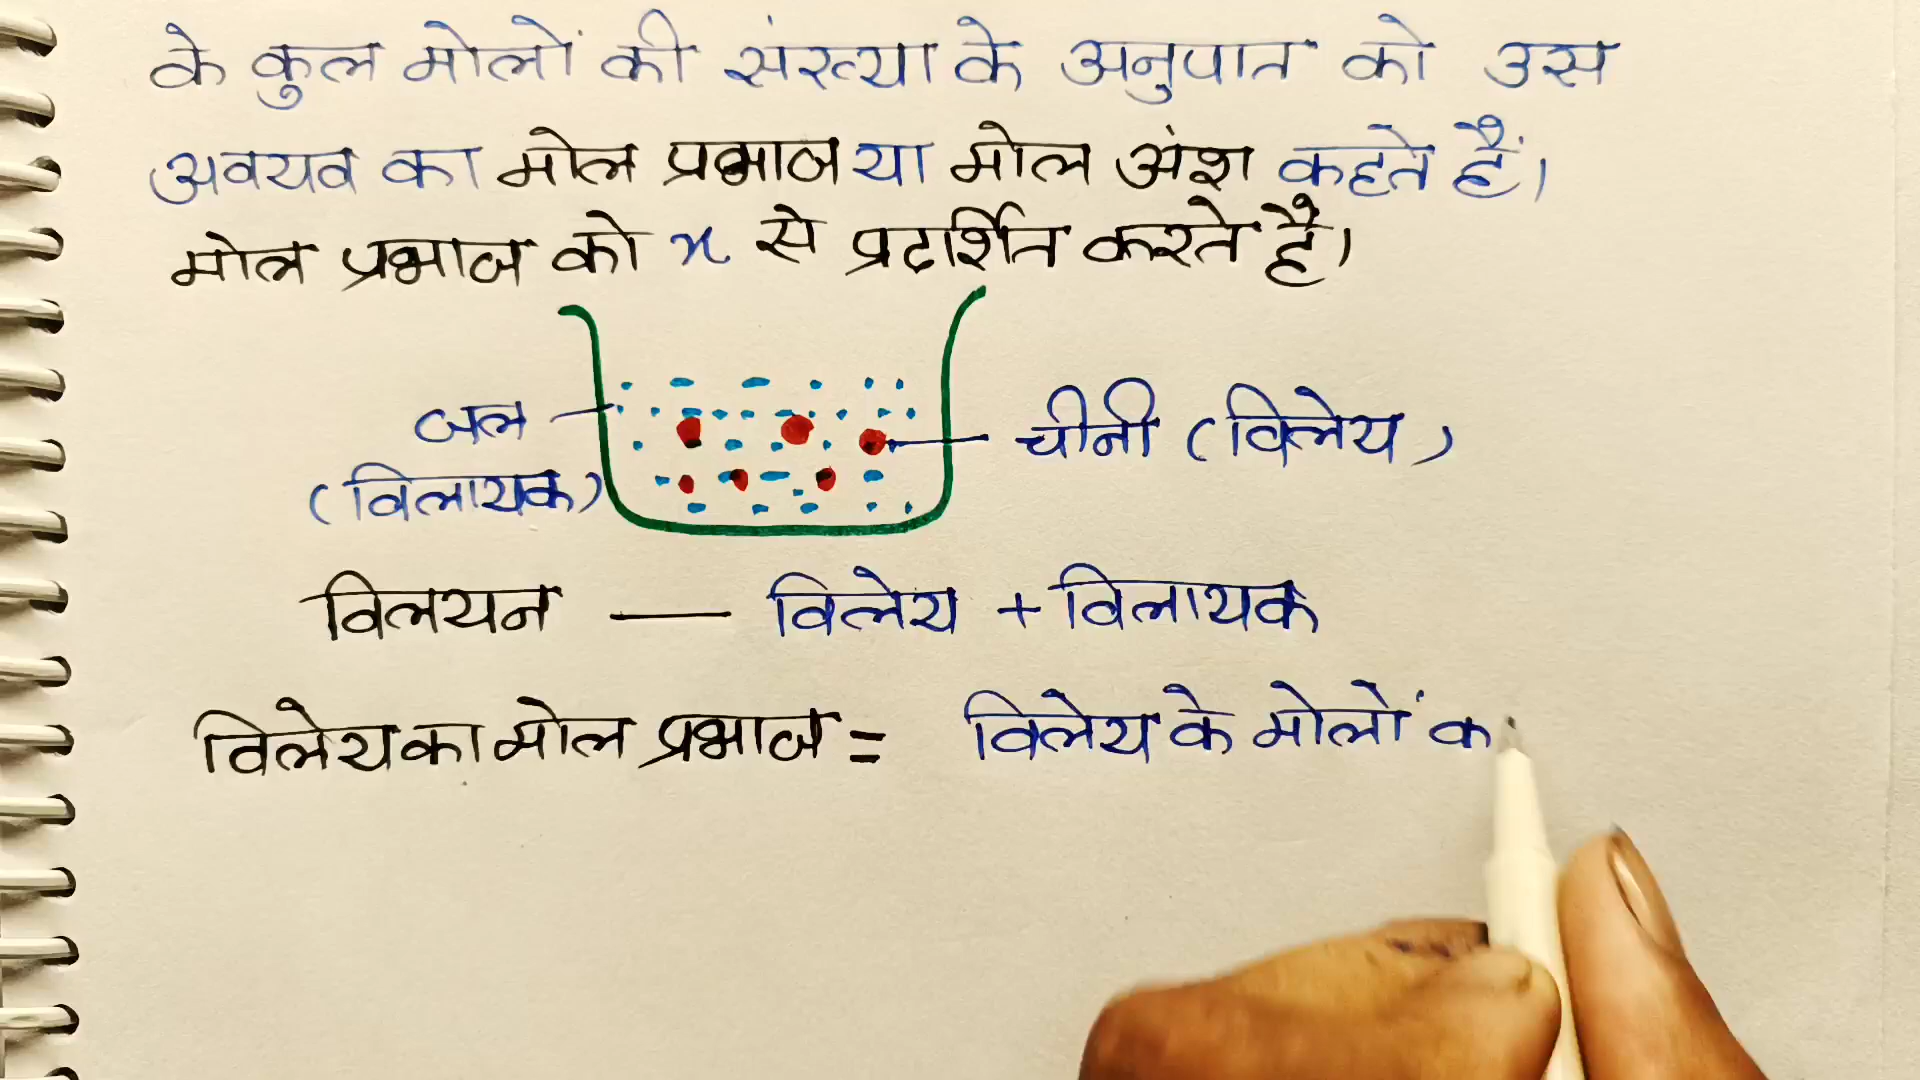 के कुल मोलों की संख्या के अनुपात को उस
अवयव का मोल प्रभाज या मोल अंश कहते हैं।
मोल प्रभाज को x से प्रदर्शित करते है।
जल
(विलायक)
चीनी (विलेय)
विलयन — विलेय + विलायक
विलेय का मोल प्रभाज = विलेय के मोलों क